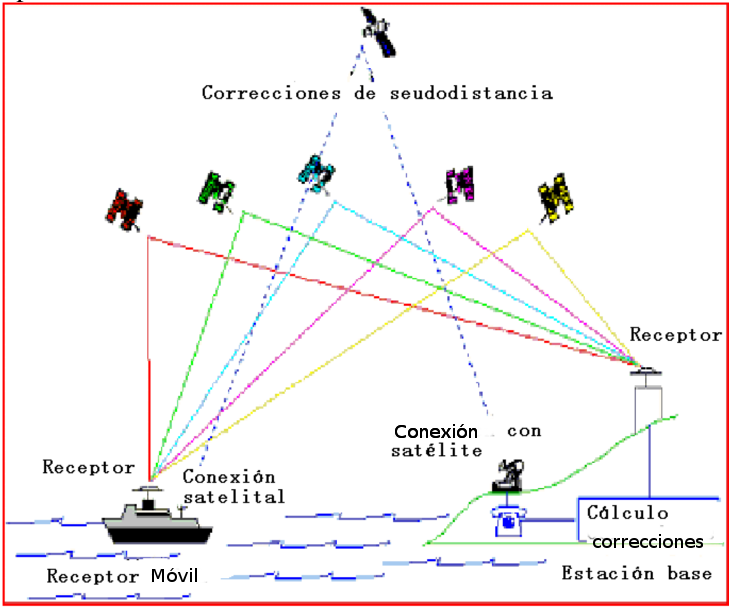 Correcciones de seudodistancia
Receptor
Conexión con
satélite
Receptor
Conexión
satelital
Cálculo
correcciones
Receptor Móvil
Estación base